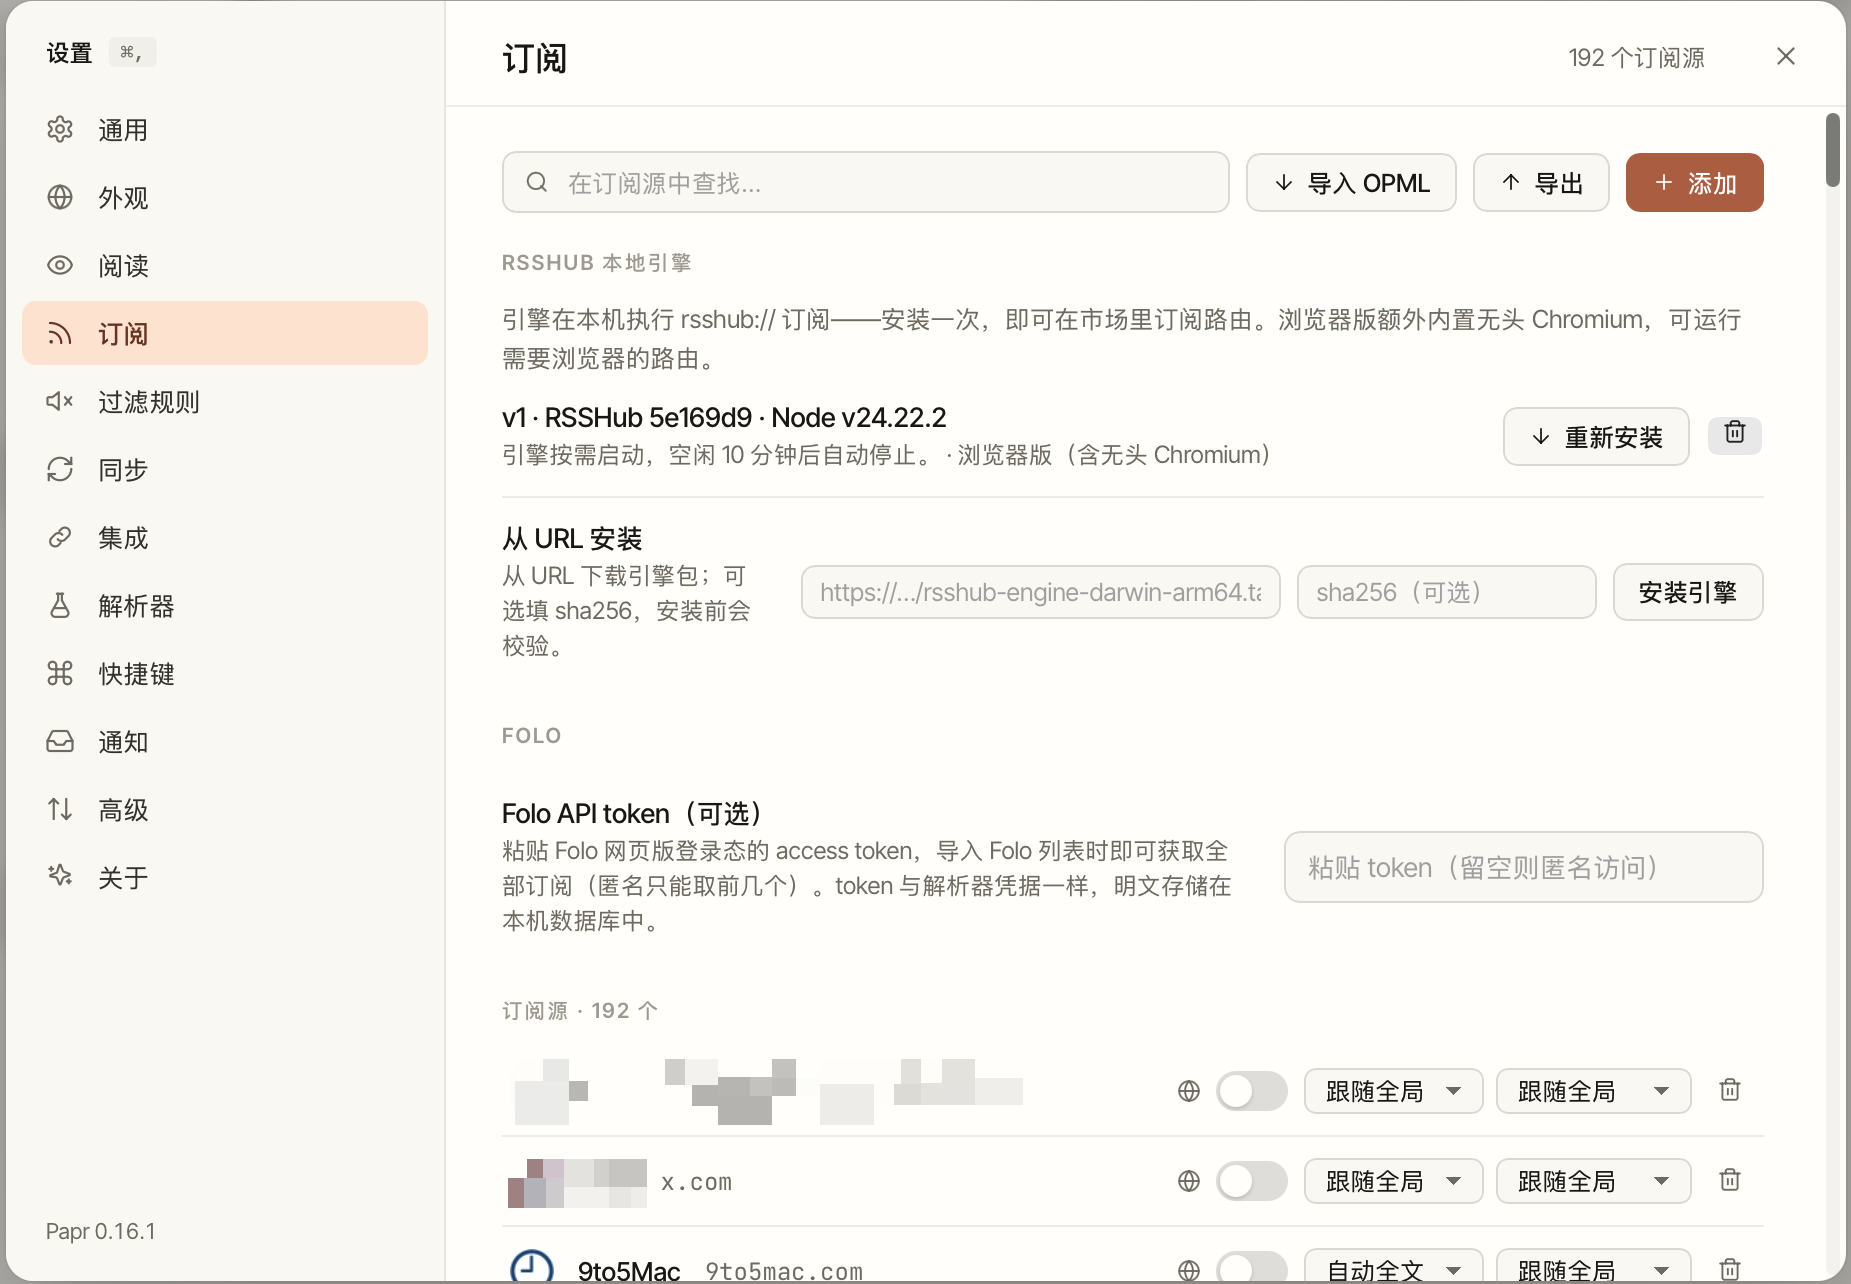 设置 ⌘,
通用
外观
阅读
订阅
过滤规则
同步
集成
解析器
快捷键
通知
高级
关于
Papr 0.16.1
订阅
192 个订阅源
在订阅源中查找...
导入 OPML
导出
添加
RSSHUB 本地引擎
引擎在本机执行 rsshub:// 订阅——安装一次，即可在市场里订阅路由。浏览器版额外内置无头 Chromium，可运行
需要浏览器的路由。
v1 · RSSHub 5e169d9 · Node v24.22.2
引擎按需启动，空闲 10 分钟后自动停止。 · 浏览器版（含无头 Chromium）
重新安装
从 URL 安装
从 URL 下载引擎包；可
选填 sha256，安装前会
校验。
https://.../rsshub-engine-darwin-arm64.ta
sha256（可选）
安装引擎
FOLO
Folo API token（可选）
粘贴 Folo 网页版登录态的 access token，导入 Folo 列表时即可获取全
部订阅（匿名只能取前几个）。token 与解析器凭据一样，明文存储在
本机数据库中。
粘贴 token（留空则匿名访问）
订阅源 · 192 个
跟随全局
跟随全局
x.com
跟随全局
跟随全局
9to5Mac 9to5mac.com
自动全文
跟随全局